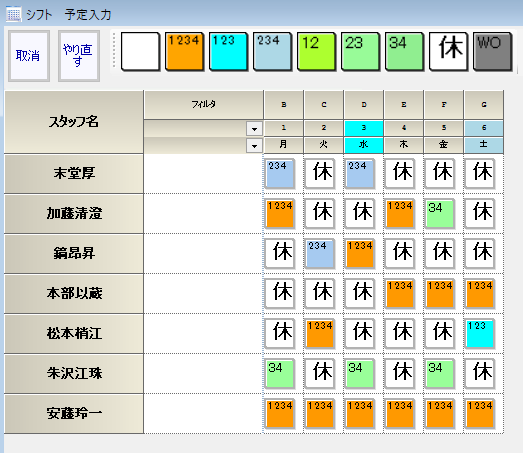 シフト 予定入力
取消 やり直す 1234 123 234 12 23 34 休 WO
スタッフ名 フィルタ B C D E F G
1 2 3 4 5 6
月 火 水 木 金 土
末堂厚 234 休 234 休 休 休
加藤清澄 1234 休 休 1234 34 休
鎬昂昇 休 234 1234 休 休 休
本部以蔵 休 休 休 1234 1234 1234
松本梢江 休 1234 休 休 休 123
朱沢江珠 34 休 34 休 34 休
安藤玲一 1234 1234 1234 1234 1234 1234